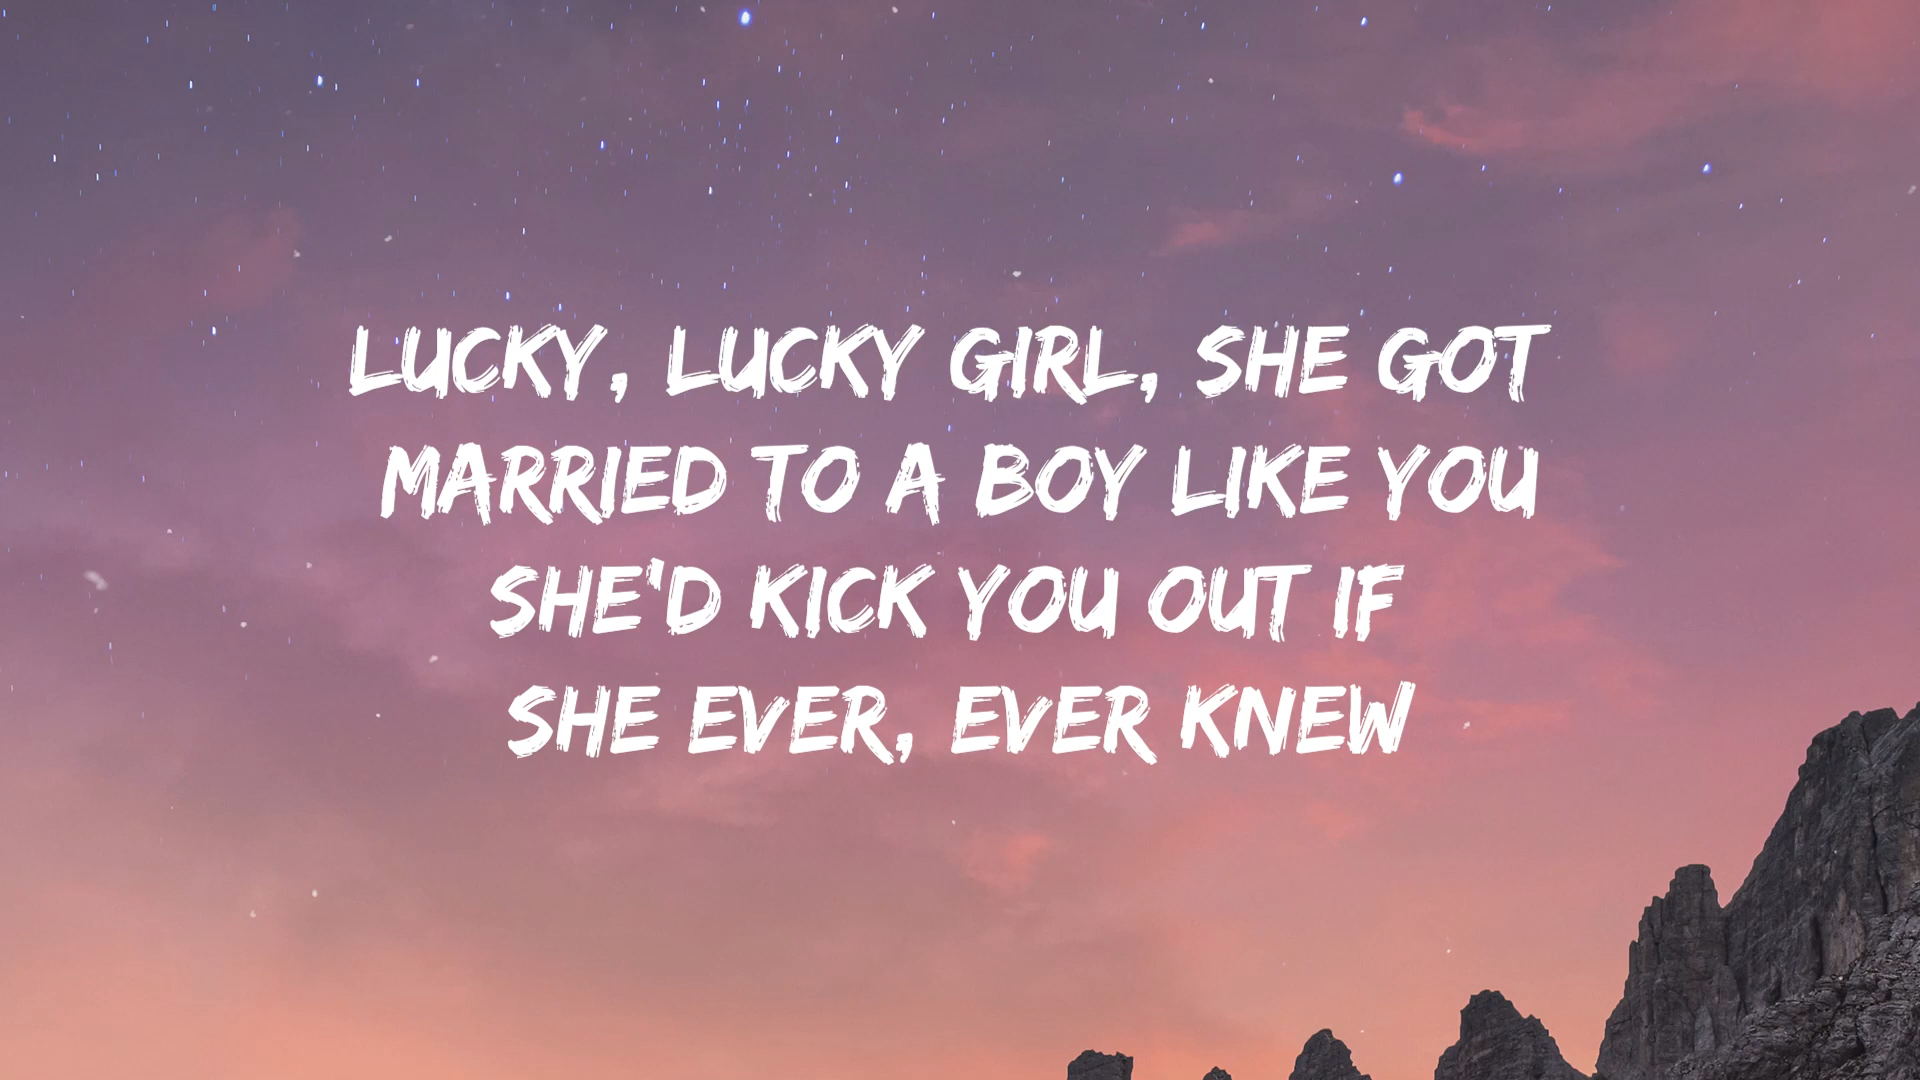 LUCKY, LUCKY GIRL, SHE GOT
MARRIED TO A BOY LIKE YOU
SHE'D KICK YOU OUT IF
SHE EVER, EVER KNEW